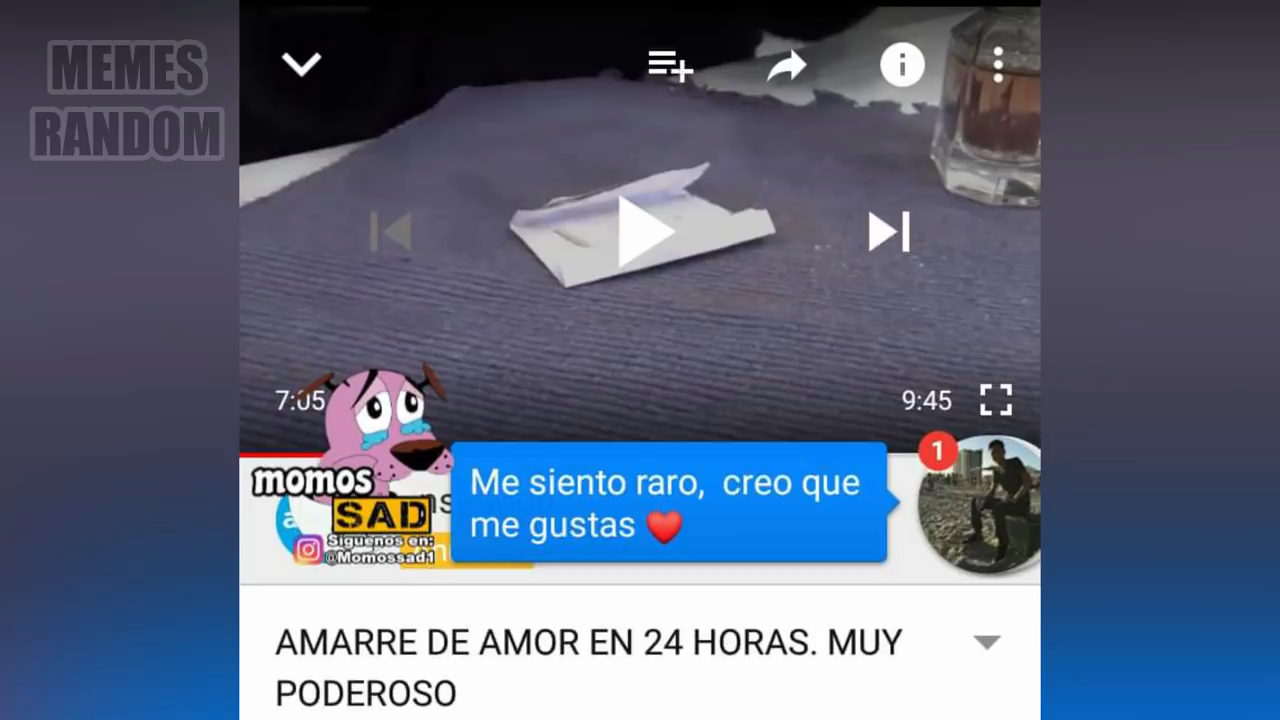 MEMES
RANDOM
7:05
9:45
1
Me siento raro, creo que
me gustas ❤️
momos
SAD
Siguenos en:
@Momossad1
AMARRE DE AMOR EN 24 HORAS. MUY
PODEROSO